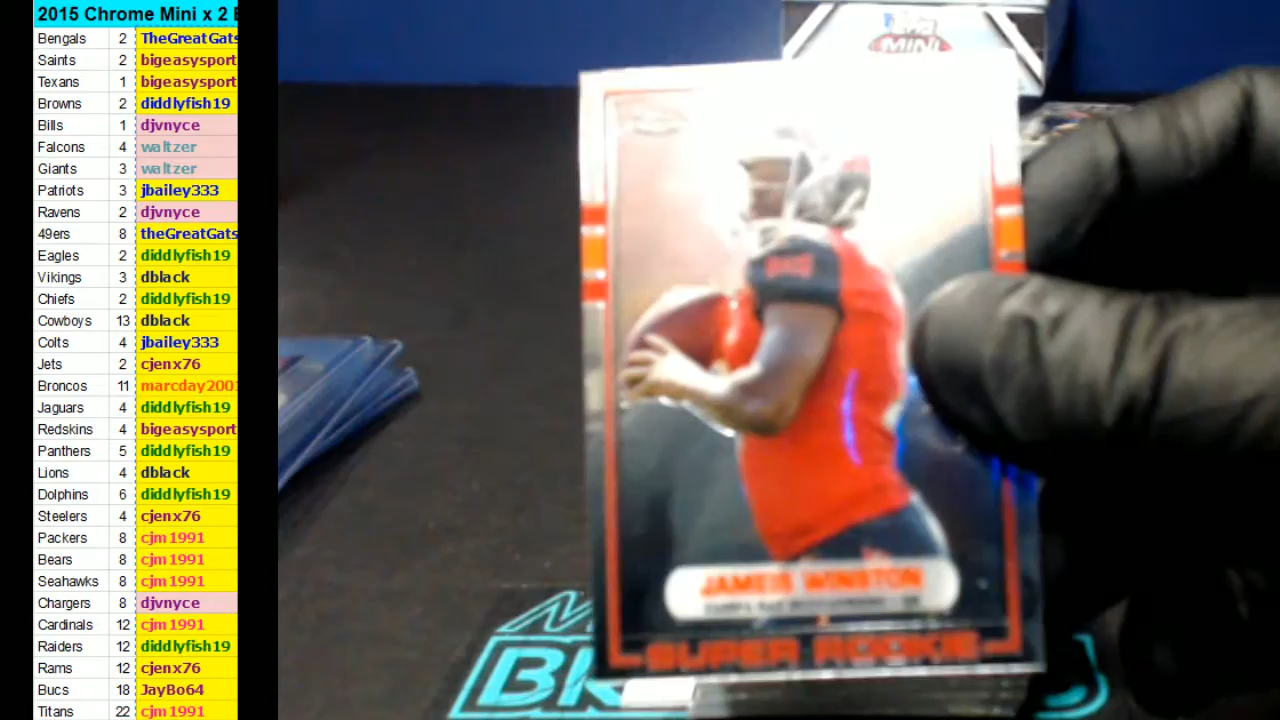 2015 Chrome Mini x 2 B
Bengals 2 TheGreatGats
Saints 2 bigeasysport
Texans 1 bigeasysport
Browns 2 diddlyfish19
Bills 1 djvnyce
Falcons 4 waltzer
Giants 3 waltzer
Patriots 3 jbailey333
Ravens 2 djvnyce
49ers 8 theGreatGats
Eagles 2 diddlyfish19
Vikings 3 dblack
Chiefs 2 diddlyfish19
Cowboys 13 dblack
Colts 4 jbailey333
Jets 2 cjenx76
Broncos 11 marcday2001
Jaguars 4 diddlyfish19
Redskins 4 bigeasysport
Panthers 5 diddlyfish19
Lions 4 dblack
Dolphins 6 diddlyfish19
Steelers 4 cjenx76
Packers 8 cjm1991
Bears 8 cjm1991
Seahawks 8 cjm1991
Chargers 8 djvnyce
Cardinals 12 cjm1991
Raiders 12 diddlyfish19
Rams 12 cjenx76
Bucs 18 JayBo64
Titans 22 cjm1991
MINI
JAMEIS WINSTON
TAMPA BAY BUCCANEERS QB
SUPER ROOKIE